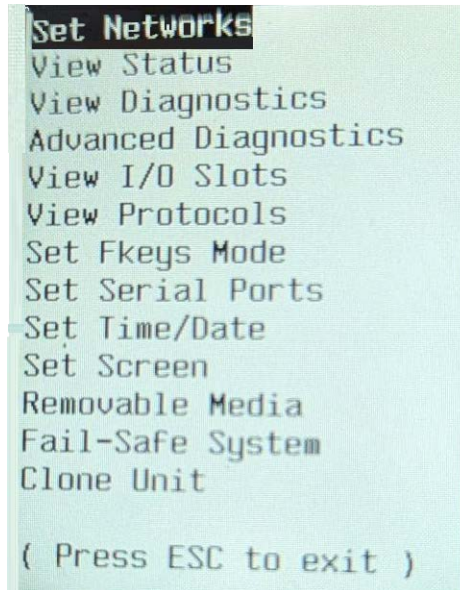 Set Networks
View Status
View Diagnostics
Advanced Diagnostics
View I/O Slots
View Protocols
Set Fkeys Mode
Set Serial Ports
Set Time/Date
Set Screen
Removable Media
Fail-Safe System
Clone Unit
( Press ESC to exit )